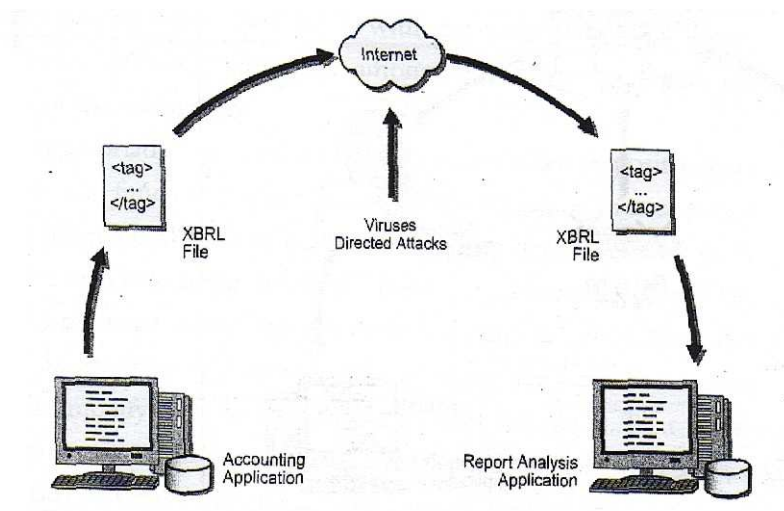 Internet
<tag>
...
</tag>
XBRL
File
Viruses
Directed Attacks
<tag>
...
</tag>
XBRL
File
Accounting
Application
Report Analysis
Application